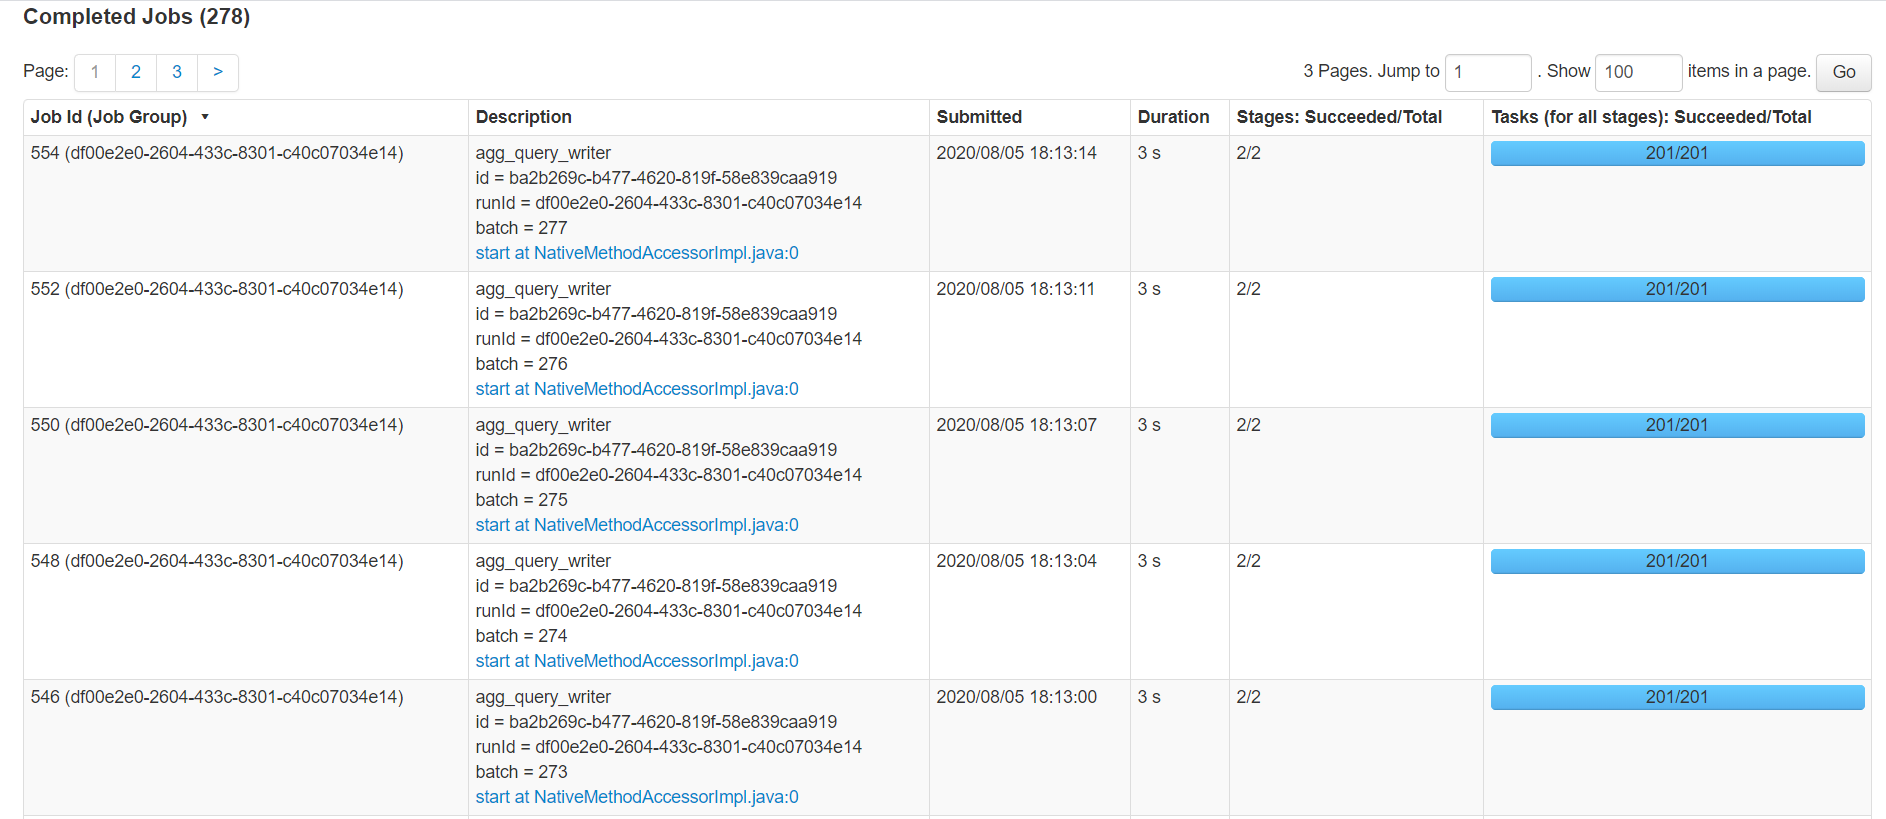 Completed Jobs (278)
Page: 1 2 3 >
3 Pages. Jump to 1 . Show 100 items in a page. Go
Job Id (Job Group) ▾ Description Submitted Duration Stages: Succeeded/Total Tasks (for all stages): Succeeded/Total
554 (df00e2e0-2604-433c-8301-c40c07034e14) agg_query_writer 2020/08/05 18:13:14 3 s 2/2 201/201
id = ba2b269c-b477-4620-819f-58e839caa919
runId = df00e2e0-2604-433c-8301-c40c07034e14
batch = 277
start at NativeMethodAccessorImpl.java:0
552 (df00e2e0-2604-433c-8301-c40c07034e14) agg_query_writer 2020/08/05 18:13:11 3 s 2/2 201/201
id = ba2b269c-b477-4620-819f-58e839caa919
runId = df00e2e0-2604-433c-8301-c40c07034e14
batch = 276
start at NativeMethodAccessorImpl.java:0
550 (df00e2e0-2604-433c-8301-c40c07034e14) agg_query_writer 2020/08/05 18:13:07 3 s 2/2 201/201
id = ba2b269c-b477-4620-819f-58e839caa919
runId = df00e2e0-2604-433c-8301-c40c07034e14
batch = 275
start at NativeMethodAccessorImpl.java:0
548 (df00e2e0-2604-433c-8301-c40c07034e14) agg_query_writer 2020/08/05 18:13:04 3 s 2/2 201/201
id = ba2b269c-b477-4620-819f-58e839caa919
runId = df00e2e0-2604-433c-8301-c40c07034e14
batch = 274
start at NativeMethodAccessorImpl.java:0
546 (df00e2e0-2604-433c-8301-c40c07034e14) agg_query_writer 2020/08/05 18:13:00 3 s 2/2 201/201
id = ba2b269c-b477-4620-819f-58e839caa919
runId = df00e2e0-2604-433c-8301-c40c07034e14
batch = 273
start at NativeMethodAccessorImpl.java:0